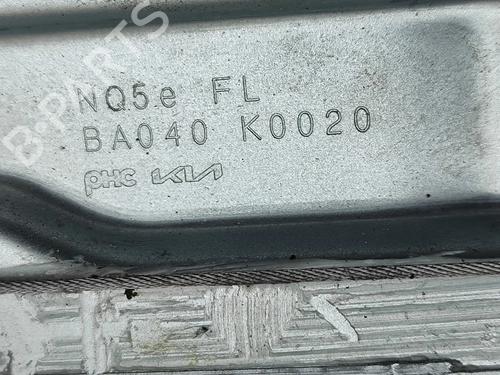 B-PARTS
NQ5e FL
BA040 K0020
PHC KIA